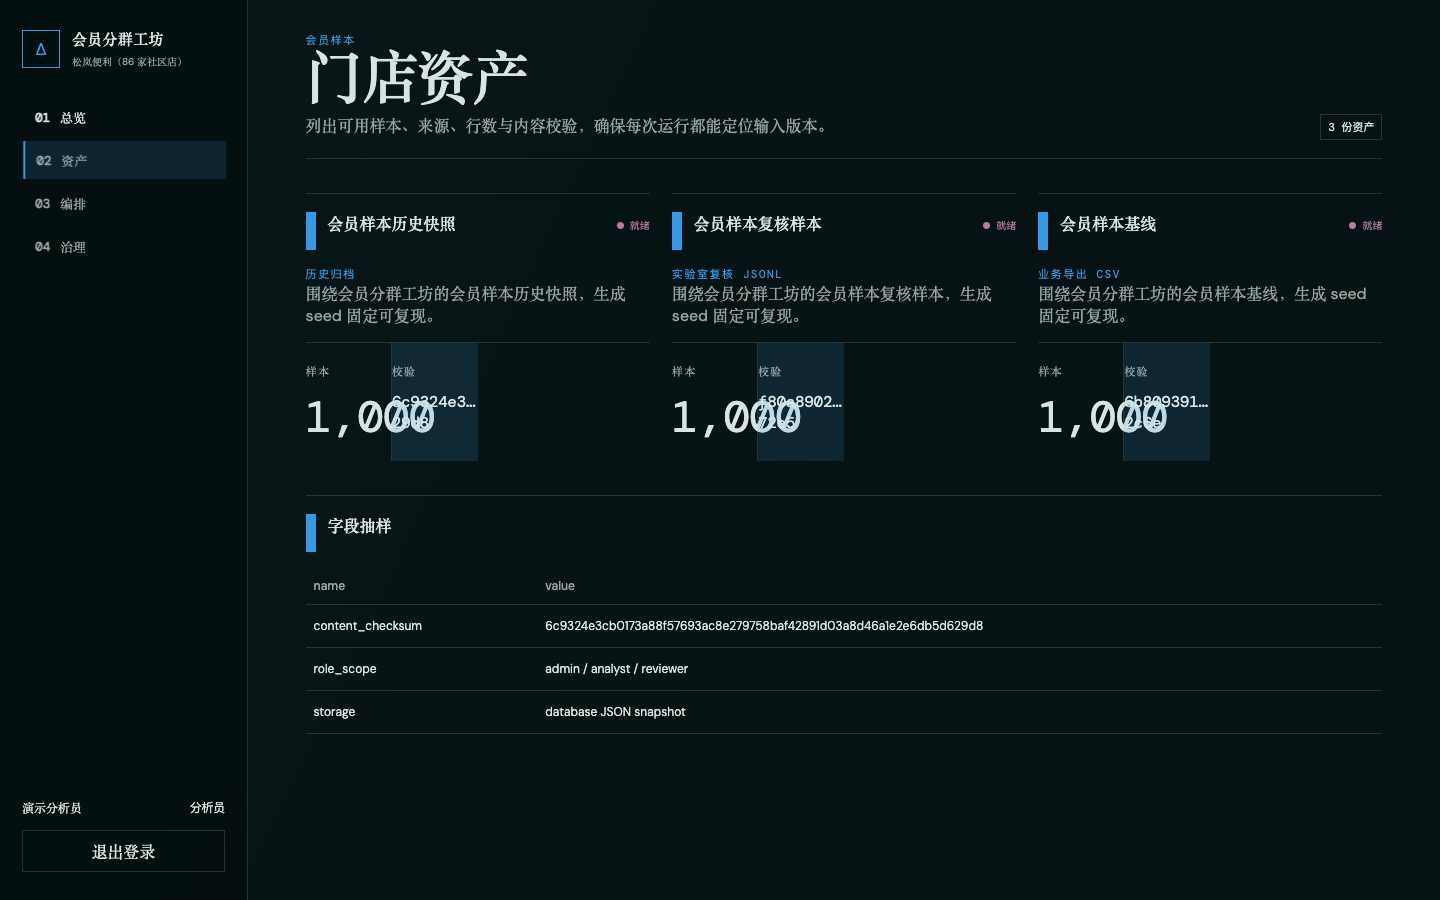 Δ
会员分群工坊
松岚便利（86 家社区店）
01 总览
02 资产
03 编排
04 治理
演示分析员
分析员
退出登录
会员样本
门店资产
列出可用样本、来源、行数与内容校验，确保每次运行都能定位输入版本。
3 份资产
会员样本历史快照
就绪
历史归档
围绕会员分群工坊的会员样本历史快照，生成
seed 固定可复现。
样本
1,000
校验
6c9324e3…
29d8
会员样本复核样本
就绪
实验室复核 JSONL
围绕会员分群工坊的会员样本复核样本，生成
seed 固定可复现。
样本
1,000
校验
会员样本基线
就绪
业务导出 CSV
围绕会员分群工坊的会员样本基线，生成 seed
固定可复现。
样本
1,000
校验
6b809391…
字段抽样
name
value
content_checksum
6c9324e3cb0173a88f57693ac8e279758baf42891d03a8d46a1e2e6db5d629d8
role_scope
admin / analyst / reviewer
storage
database JSON snapshot